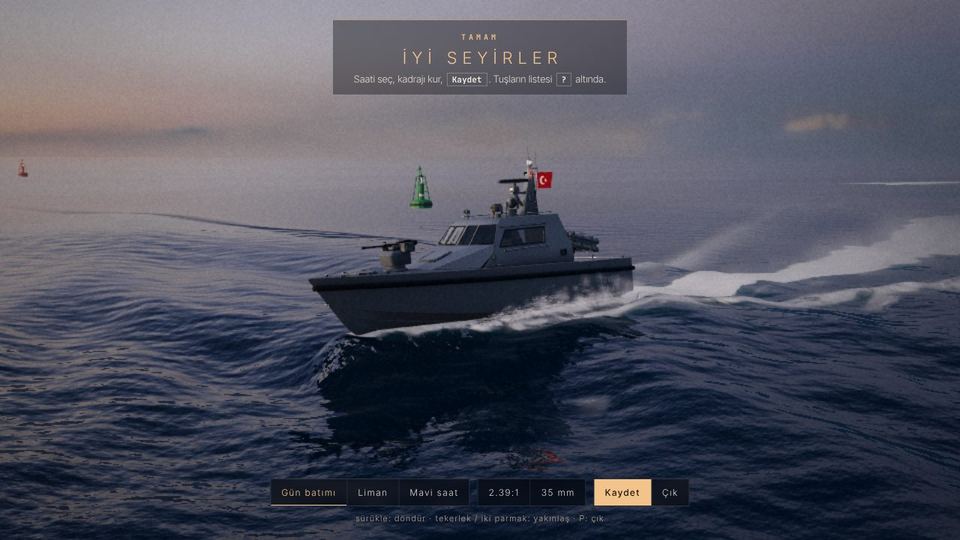 TAMAM
İYİ SEYİRLER
Saati seç, kadrajı kur, Kaydet. Tuşların listesi ? altında.
Gün batımı Liman Mavi saat 2.39:1 35 mm Kaydet Çık
sürükle: döndür · tekerlek / iki parmak: yakınlaş · P: çık